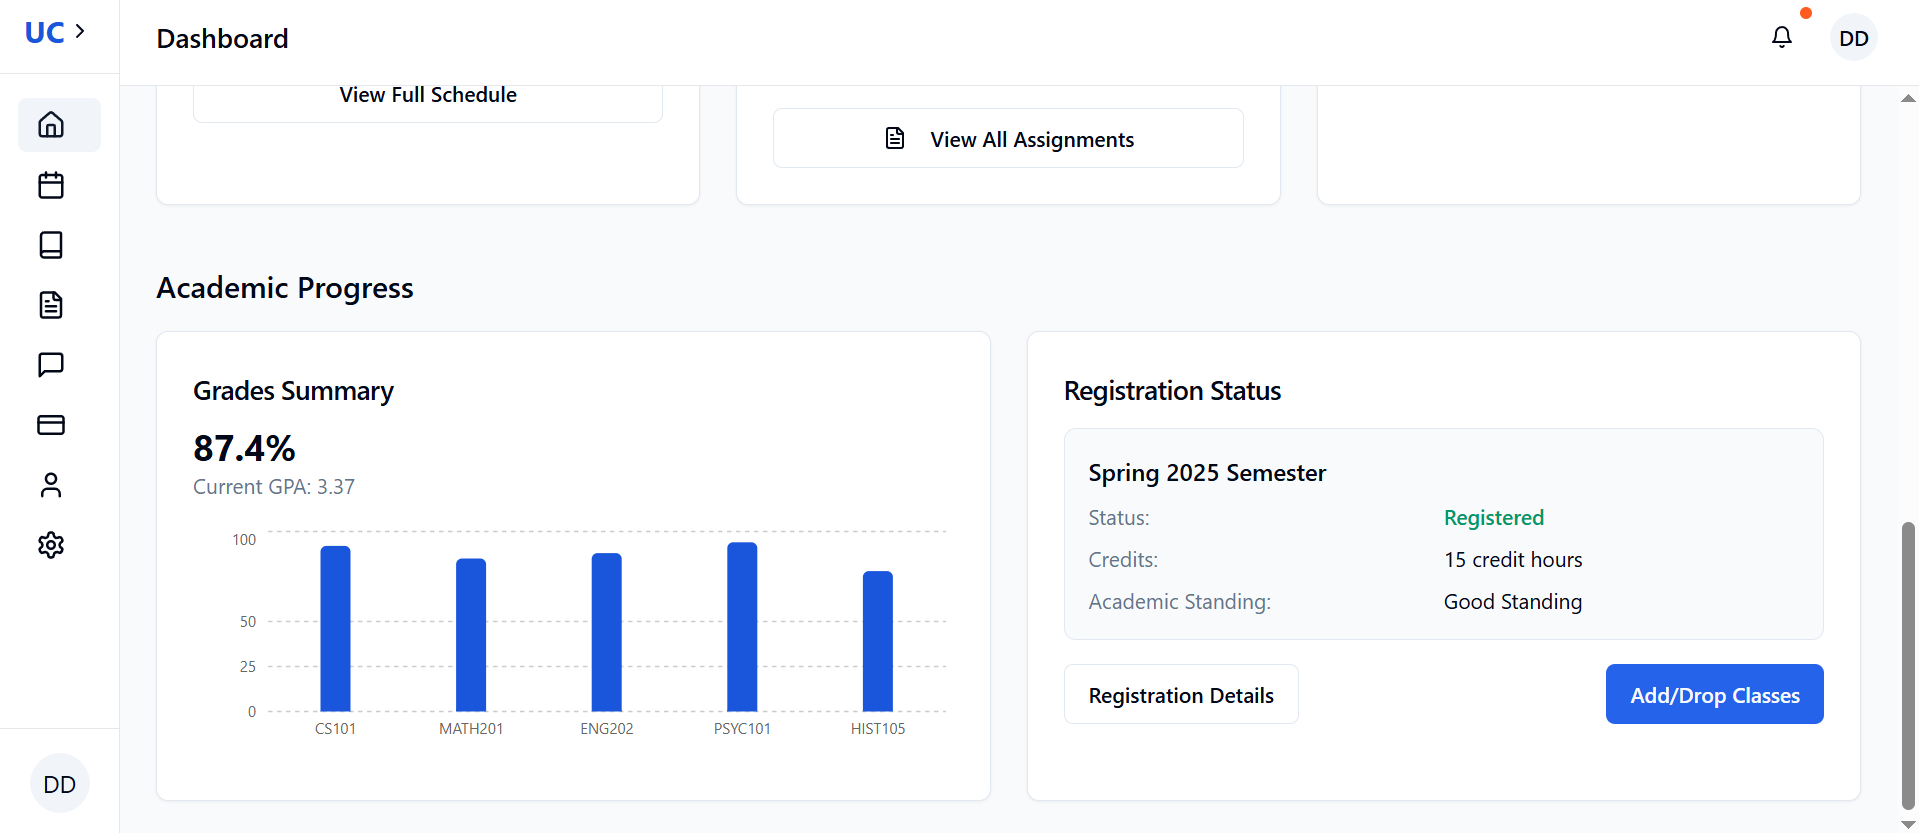 UC
Dashboard
DD
View Full Schedule
View All Assignments
Academic Progress
Grades Summary
87.4%
Current GPA: 3.37
100
50
25
0
CS101
MATH201
ENG202
PSYC101
HIST105
Registration Status
Spring 2025 Semester
Status: Registered
Credits: 15 credit hours
Academic Standing: Good Standing
Registration Details
Add/Drop Classes
DD